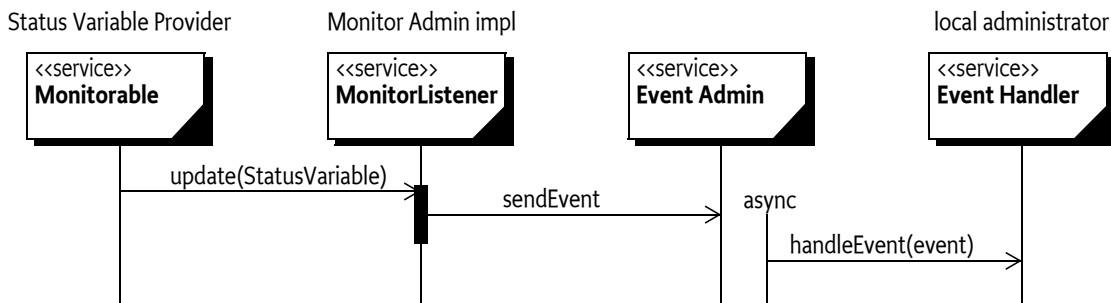 Status Variable Provider
Monitor Admin impl
local administrator
<<service>>
Monitorable
<<service>>
MonitorListener
<<service>>
Event Admin
<<service>>
Event Handler
update(StatusVariable)
sendEvent
async
handleEvent(event)